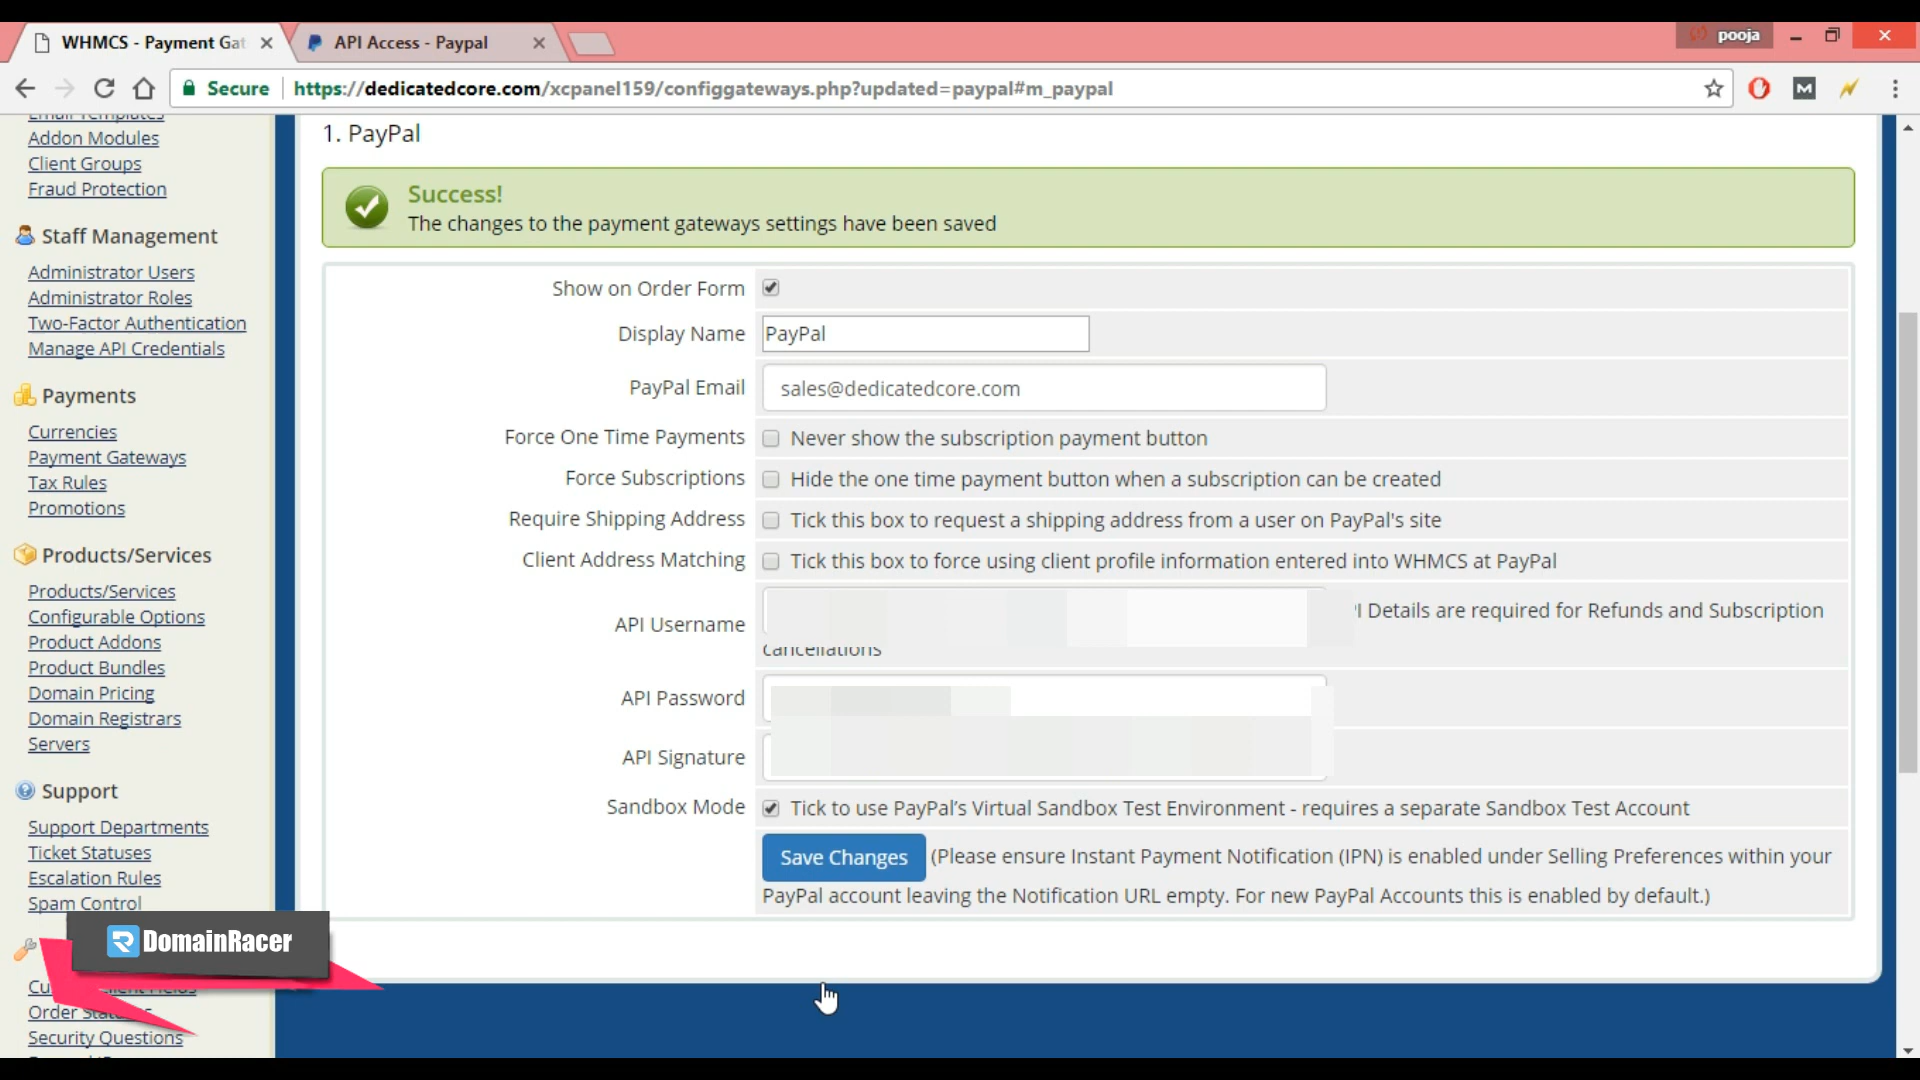 WHMCS - Payment Gat
API Access - Paypal
pooja
Secure
https://dedicatedcore.com/xcpanel159/configgateways.php?updated=paypal#m_paypal
Email Templates
Addon Modules
Client Groups
Fraud Protection
Staff Management
Administrator Users
Administrator Roles
Two-Factor Authentication
Manage API Credentials
Payments
Currencies
Payment Gateways
Tax Rules
Promotions
Products/Services
Products/Services
Configurable Options
Product Addons
Product Bundles
Domain Pricing
Domain Registrars
Servers
Support
Support Departments
Ticket Statuses
Escalation Rules
Spam Control
DomainRacer
Order
Security Questions
1. PayPal
Success!
The changes to the payment gateways settings have been saved
Show on Order Form
Display Name PayPal
PayPal Email sales@dedicatedcore.com
Force One Time Payments Never show the subscription payment button
Force Subscriptions Hide the one time payment button when a subscription can be created
Require Shipping Address Tick this box to request a shipping address from a user on PayPal's site
Client Address Matching Tick this box to force using client profile information entered into WHMCS at PayPal
API Username Details are required for Refunds and Subscription
cancellations
API Password
API Signature
Sandbox Mode Tick to use PayPal’s Virtual Sandbox Test Environment - requires a separate Sandbox Test Account
Save Changes (Please ensure Instant Payment Notification (IPN) is enabled under Selling Preferences within your
PayPal account leaving the Notification URL empty. For new PayPal Accounts this is enabled by default.)